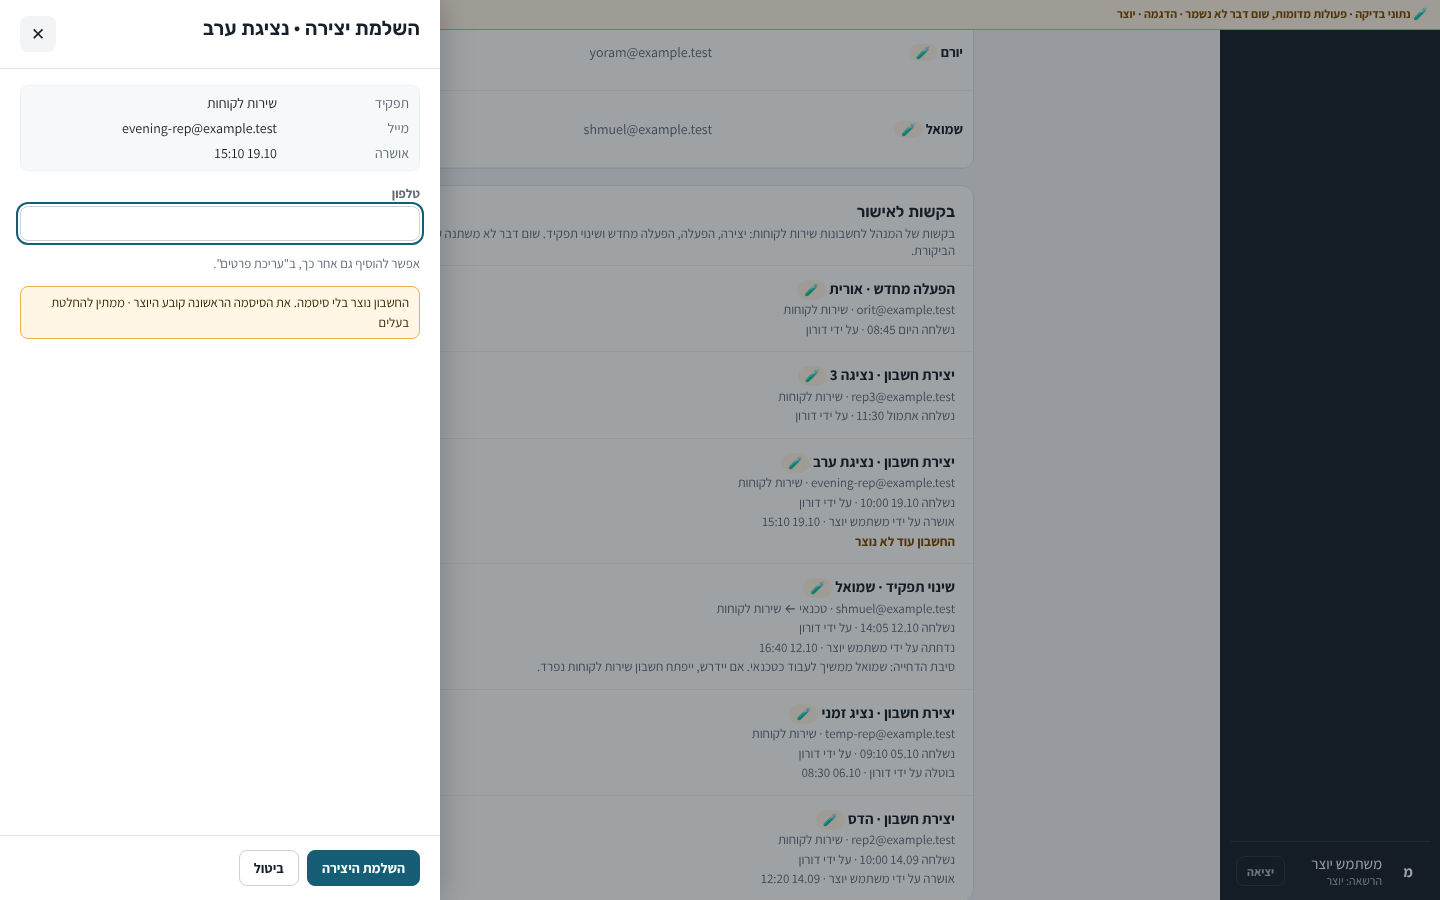 🧪 נתוני בדיקה · פעולות מדומות, שום דבר לא נשמר · הדגמה · יוצר
השלמת יצירה • נציגת ערב
✕
תפקיד שירות לקוחות
מייל evening-rep@example.test
אושרה 19.10 15:10
טלפון
אפשר להוסיף גם אחר כך, ב"עריכת פרטים".
החשבון נוצר בלי סיסמה. את הסיסמה הראשונה קובע היוצר · ממתין להחלטת
בעלים
השלמת היצירה
ביטול
יורם 🧪 yoram@example.test
שמואל 🧪 shmuel@example.test
בקשות לאישור
בקשות של המנהל לחשבונות שירות לקוחות: יצירה, הפעלה, הפעלה מחדש ושינוי תפקיד. שום דבר לא משתנה
הביקורת.
הפעלה מחדש · אורית 🧪
orit@example.test · שירות לקוחות
נשלחה היום 08:45 · על ידי דורון
יצירת חשבון · נציגה 3 🧪
rep3@example.test · שירות לקוחות
נשלחה אתמול 11:30 · על ידי דורון
יצירת חשבון · נציגת ערב 🧪
evening-rep@example.test · שירות לקוחות
נשלחה 19.10 10:00 · על ידי דורון
אושרה על ידי משתמש יוצר · 19.10 15:10
החשבון עוד לא נוצר
שינוי תפקיד · שמואל 🧪
shmuel@example.test · טכנאי ← שירות לקוחות
נשלחה 12.10 14:05 · על ידי דורון
נדחתה על ידי משתמש יוצר · 12.10 16:40
סיבת הדחייה: שמואל ממשיך לעבוד כטכנאי. אם יידרש, ייפתח חשבון שירות לקוחות נפרד.
יצירת חשבון · נציג זמני 🧪
temp-rep@example.test · שירות לקוחות
נשלחה 05.10 09:10 · על ידי דורון
בוטלה על ידי דורון · 06.10 08:30
יצירת חשבון · הדס 🧪
rep2@example.test · שירות לקוחות
נשלחה 14.09 10:00 · על ידי דורון
אושרה על ידי משתמש יוצר · 14.09 12:20
מ
משתמש יוצר
הרשאה: יוצר
יציאה